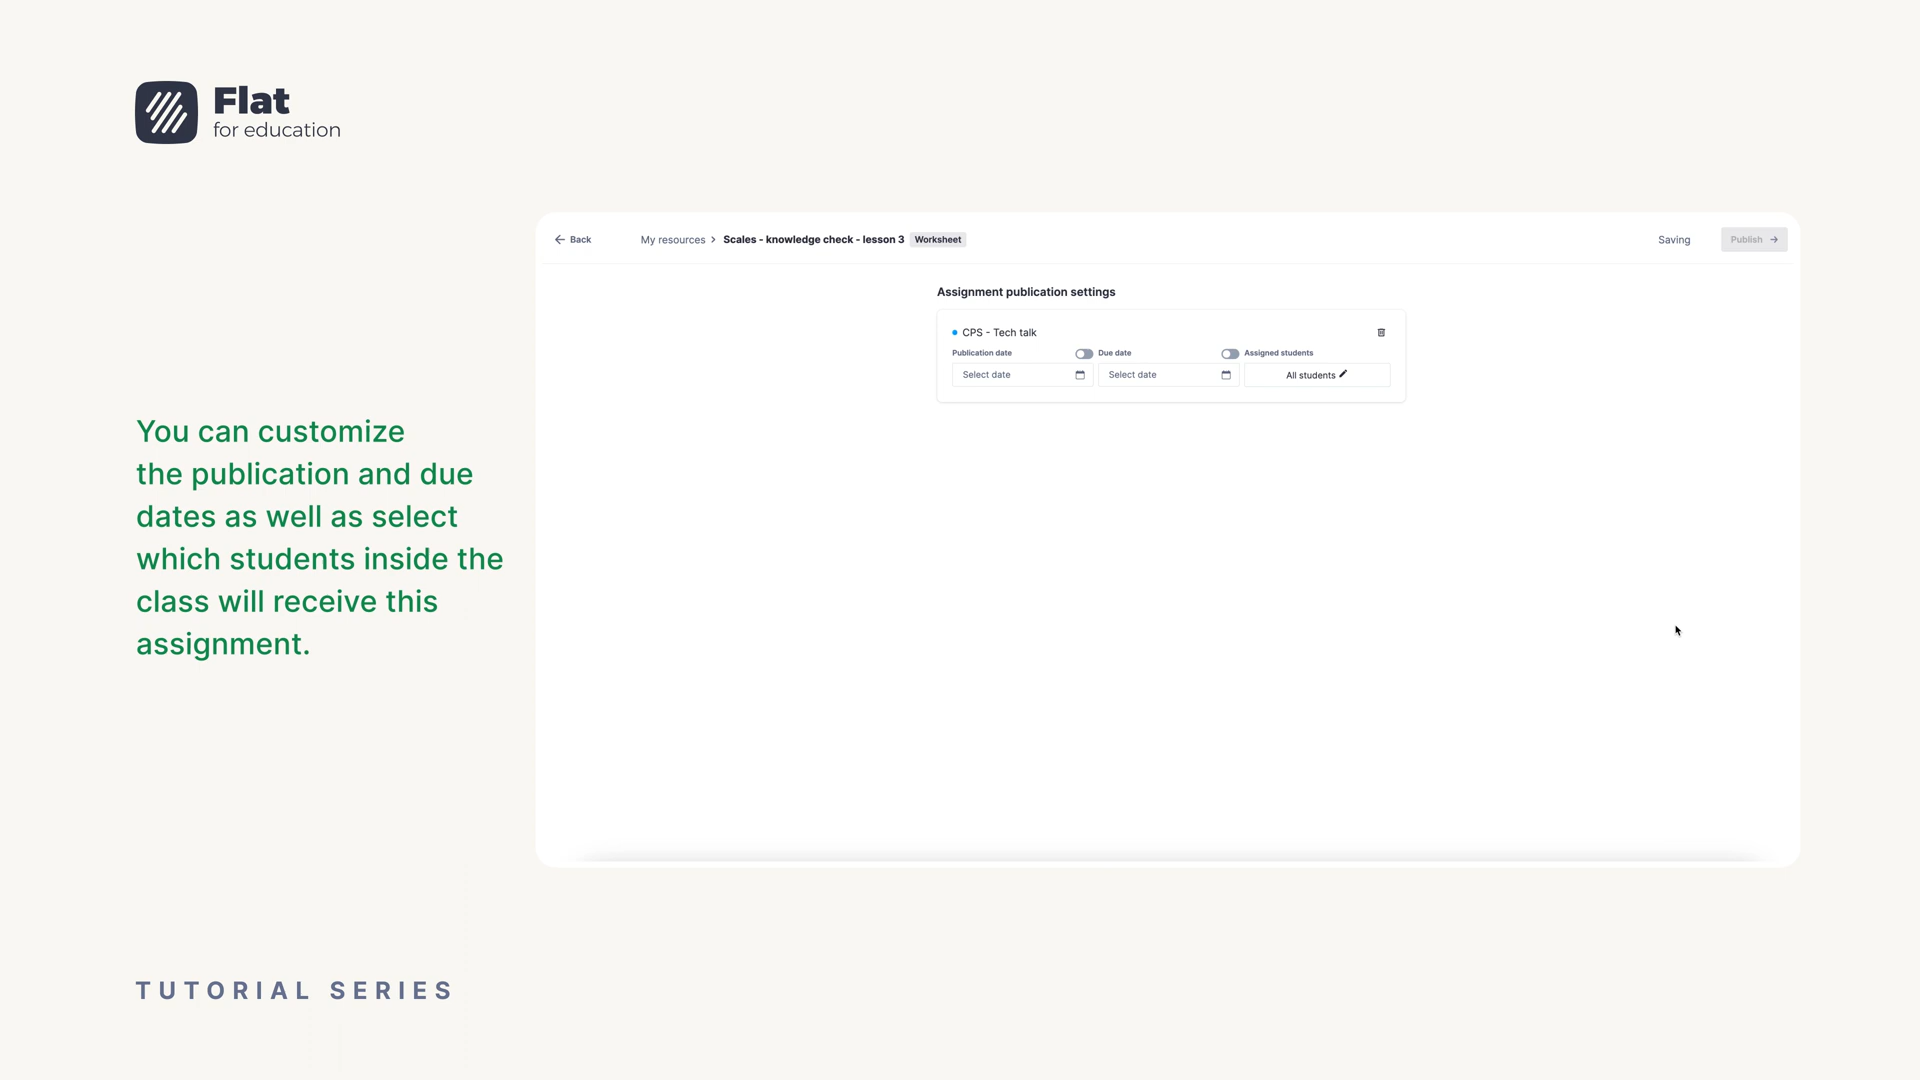 Flat
for education
Back
My resources > Scales - knowledge check - lesson 3 Worksheet
Saving
Publish
Assignment publication settings
CPS - Tech talk
Publication date
Due date
Assigned students
Select date
Select date
All students
You can customize
the publication and due
dates as well as select
which students inside the
class will receive this
assignment.
TUTORIAL SERIES